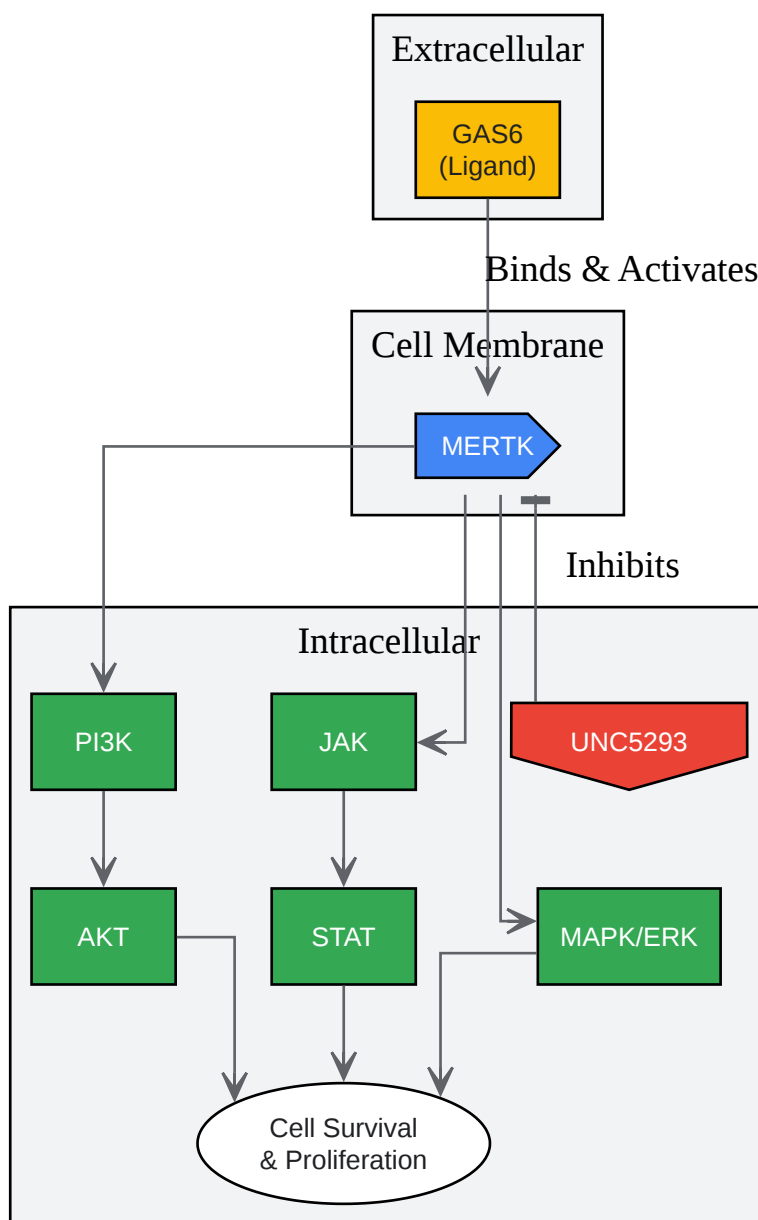 Extracellular
GAS6
(Ligand)
Binds & Activates
Cell Membrane
MERTK
Inhibits
Intracellular
PI3K
JAK
UNC5293
AKT
STAT
MAPK/ERK
Cell Survival
& Proliferation